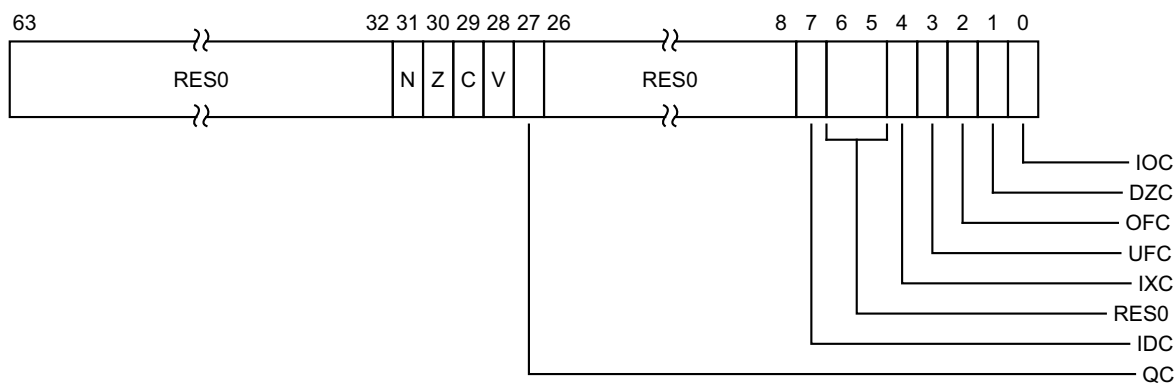 63 32 31 30 29 28 27 26 8 7 6 5 4 3 2 1 0
RES0 N Z C V RES0
IOC
DZC
OFC
UFC
IXC
RES0
IDC
QC